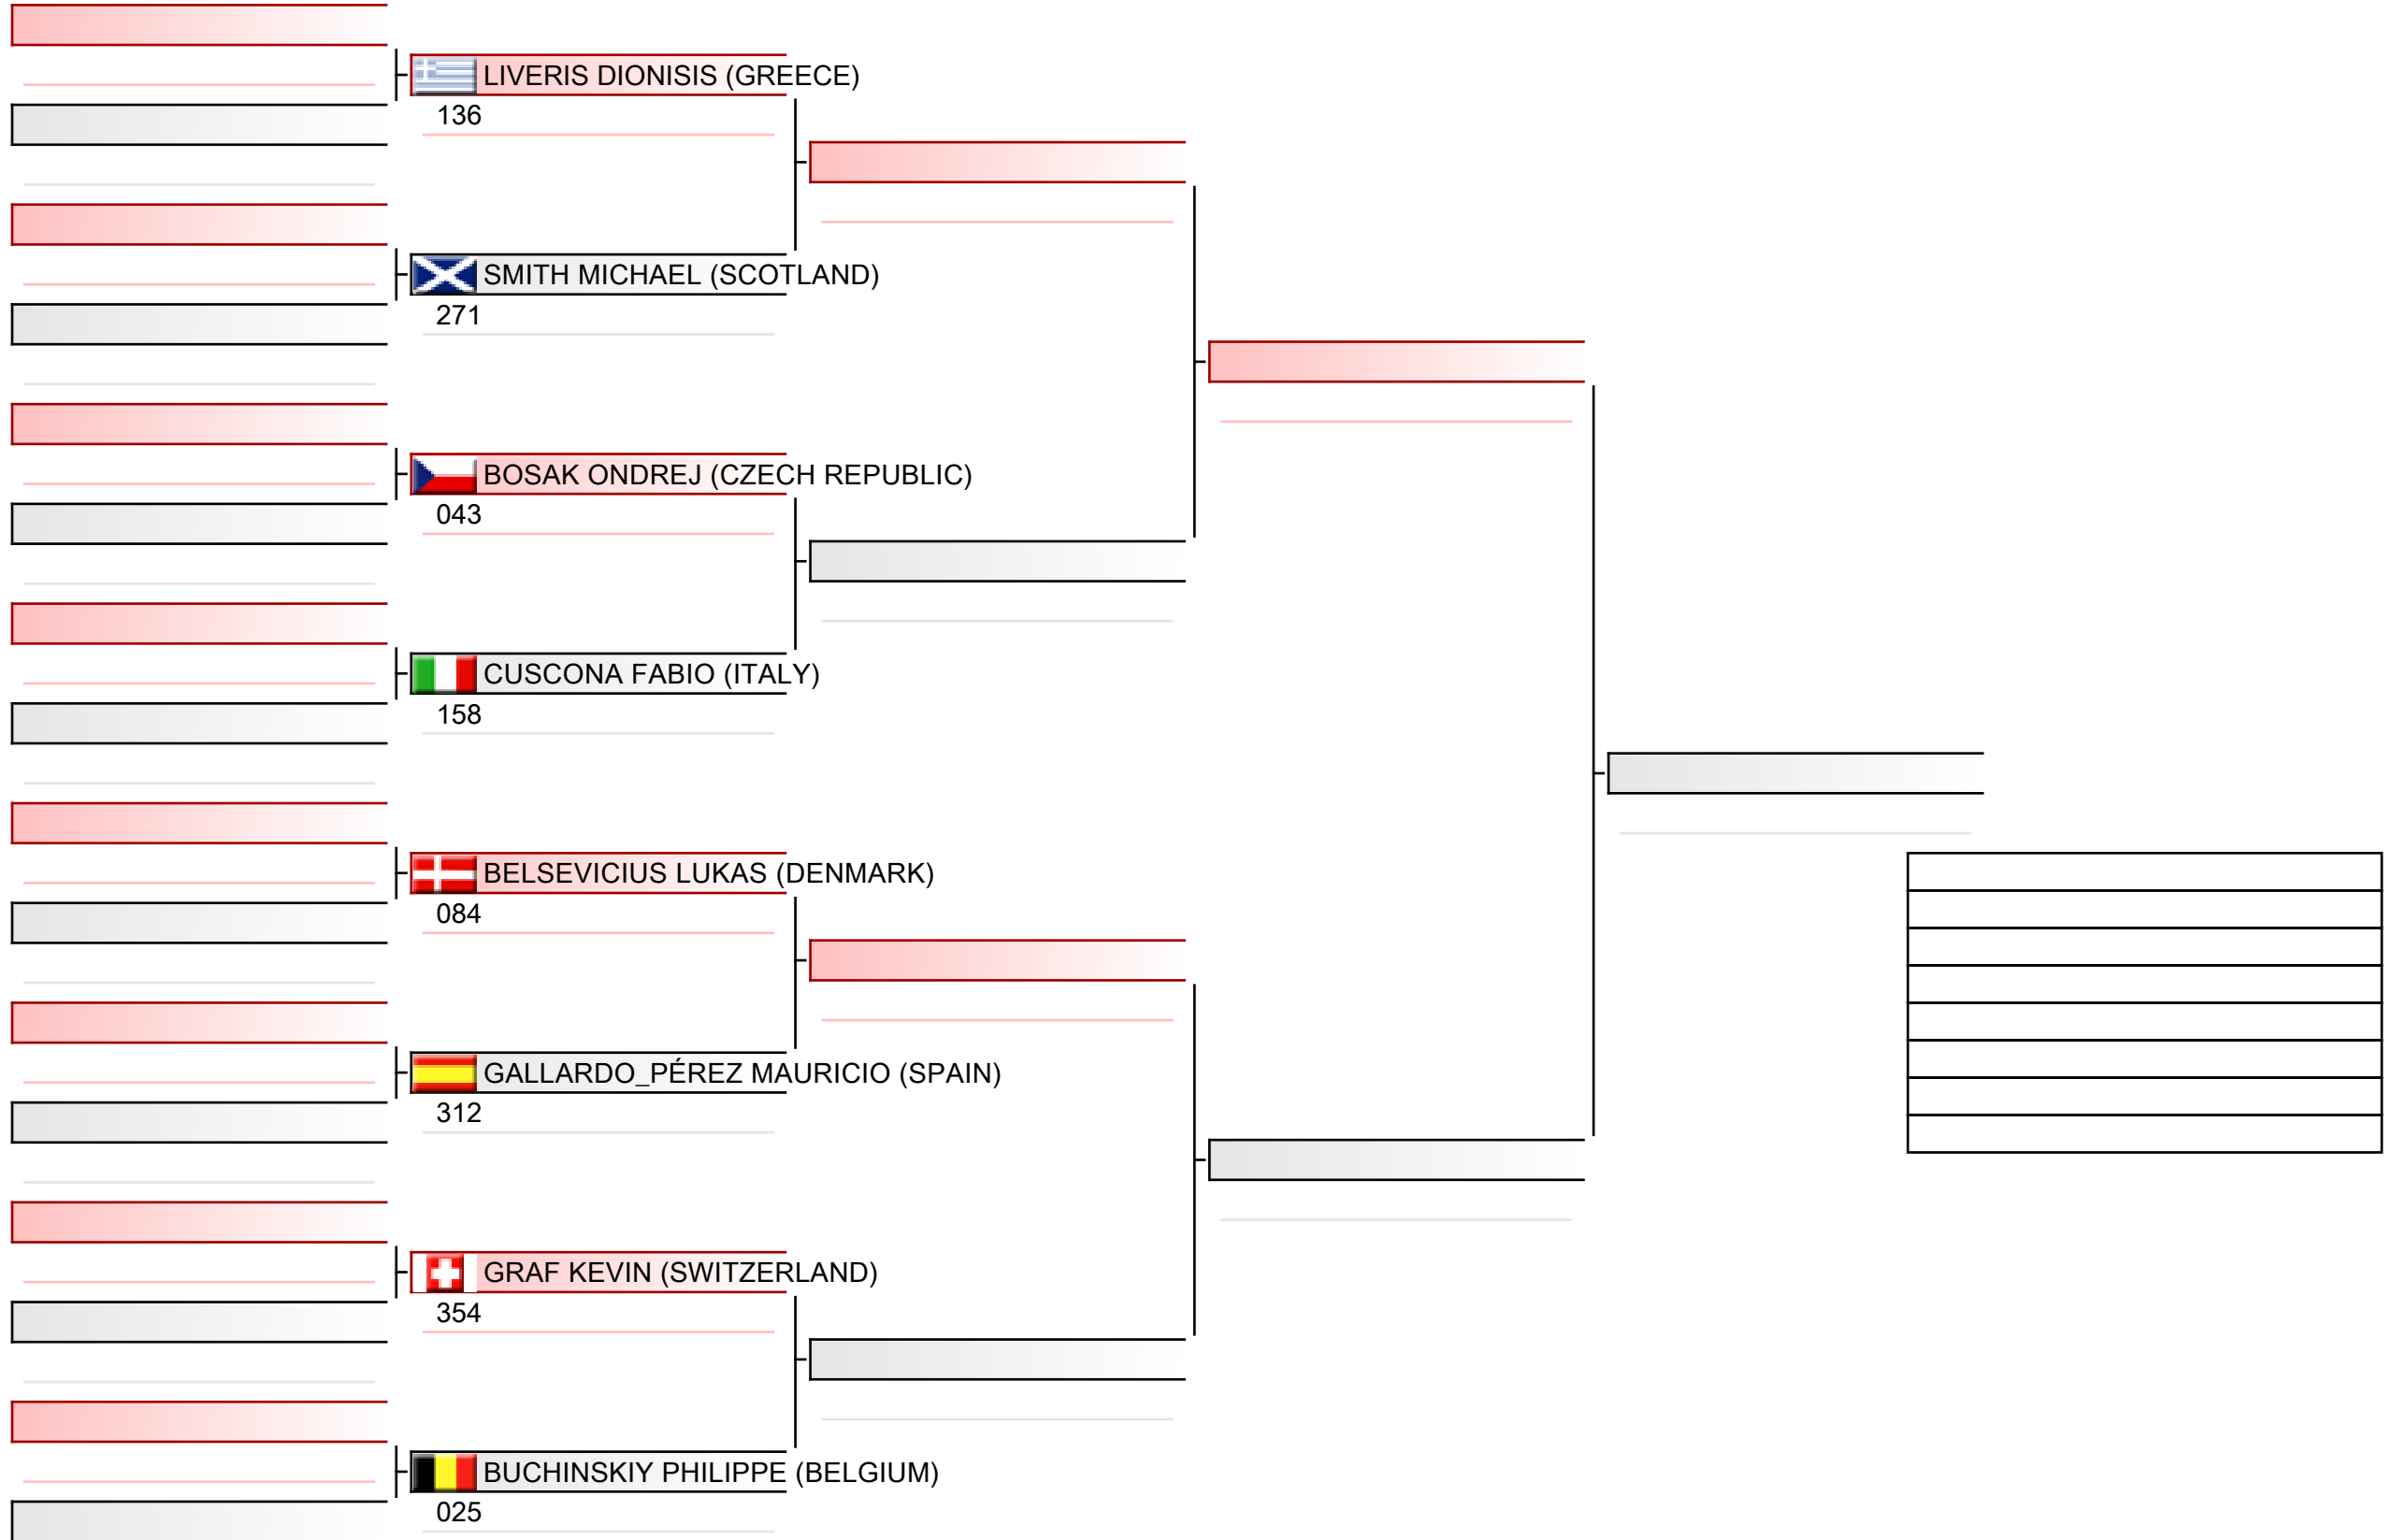 LIVERIS DIONISIS (GREECE)
136
SMITH MICHAEL (SCOTLAND)
271
BOSAK ONDREJ (CZECH REPUBLIC)
043
CUSCONA FABIO (ITALY)
158
BELSEVICIUS LUKAS (DENMARK)
084
GALLARDO_PÉREZ MAURICIO (SPAIN)
312
GRAF KEVIN (SWITZERLAND)
354
BUCHINSKIY PHILIPPE (BELGIUM)
025